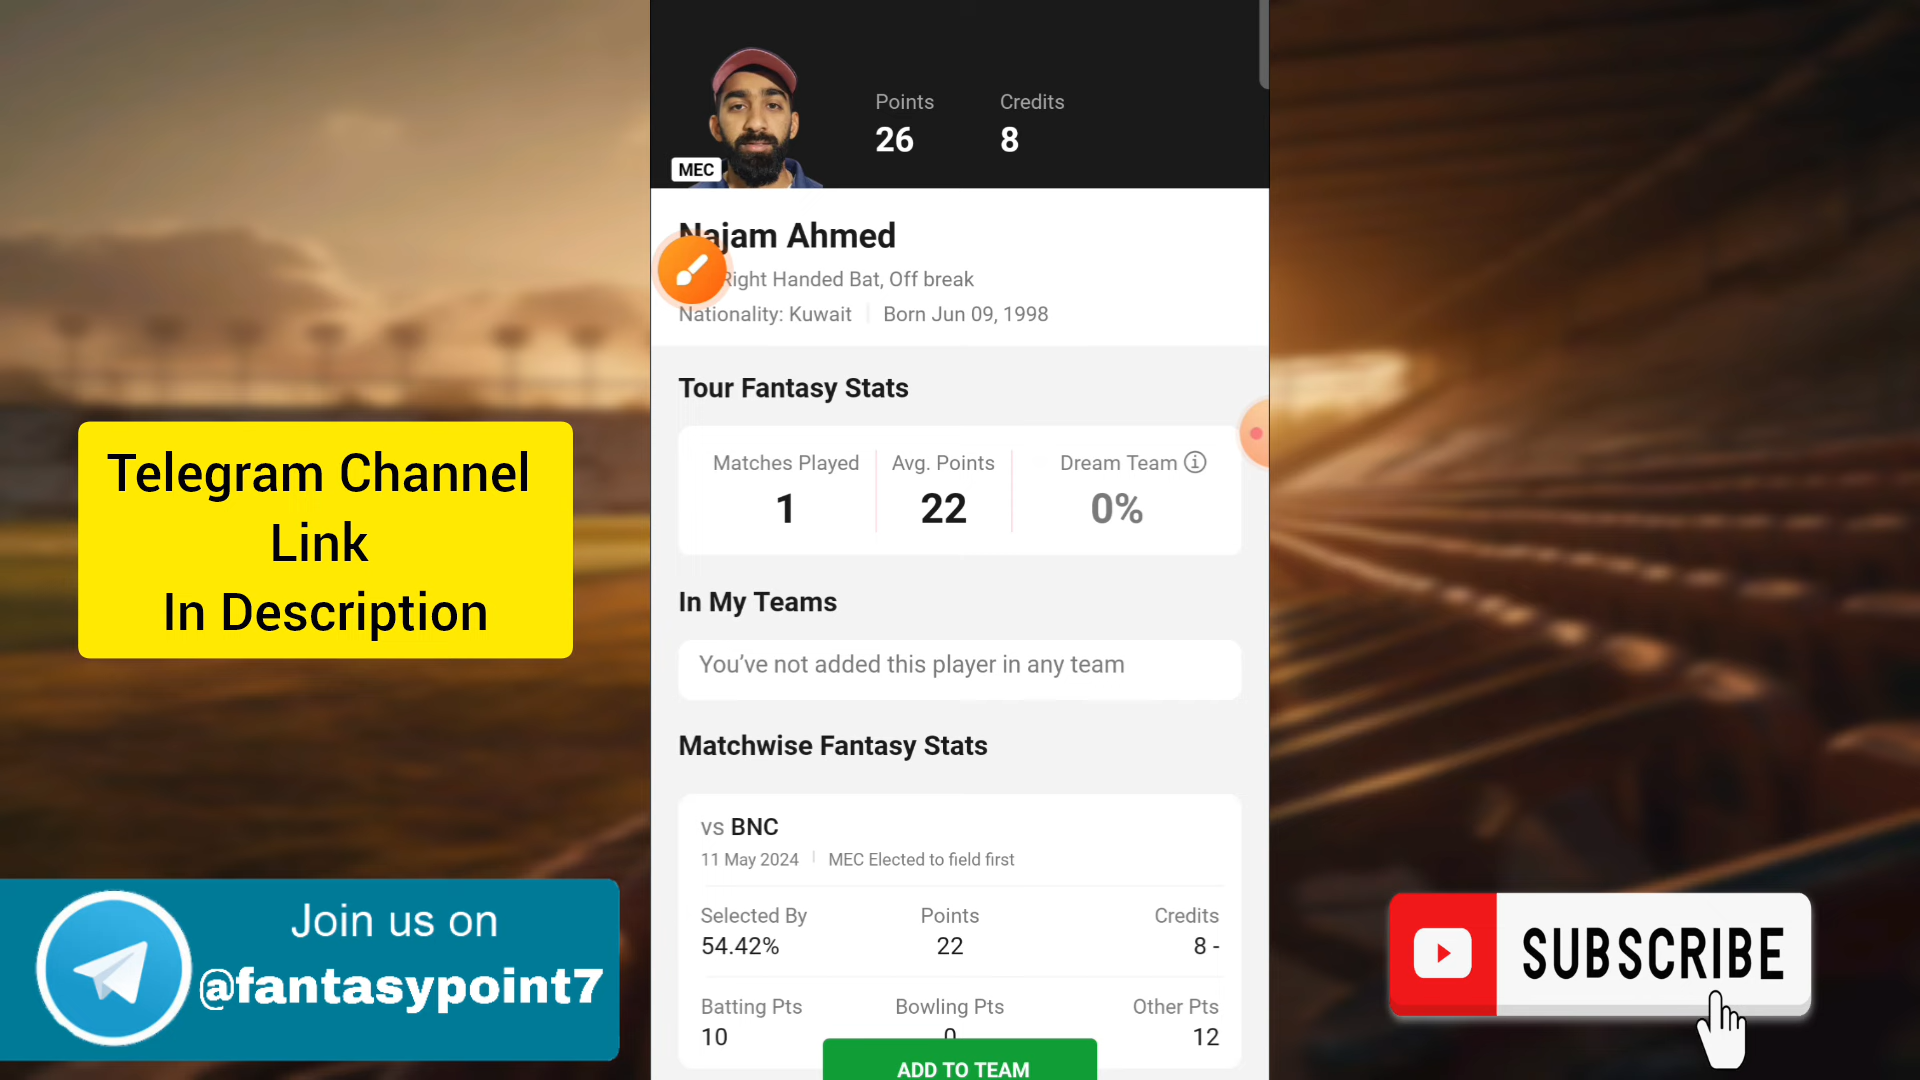 Points
Credits
26
8
MEC
Najam Ahmed
Right Handed Bat, Off break
Nationality: Kuwait
Born Jun 09, 1998
Tour Fantasy Stats
Matches Played
Avg. Points
Dream Team
1
22
0%
In My Teams
You've not added this player in any team
Matchwise Fantasy Stats
vs BNC
11 May 2024
MEC Elected to field first
Selected By
Points
Credits
54.42%
22
8 -
Batting Pts
Bowling Pts
Other Pts
10
0
12
ADD TO TEAM
Telegram Channel
Link
In Description
Join us on
@fantasypoint7
SUBSCRIBE